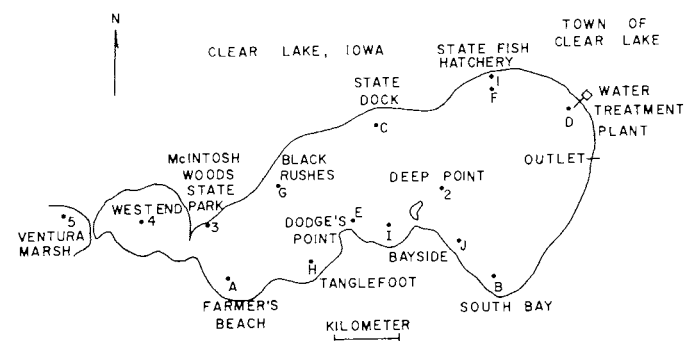 N
CLEAR LAKE, IOWA
TOWN OF
CLEAR LAKE
STATE FISH
HATCHERY
1
F
STATE
DOCK
C
WATER
TREATMENT
PLANT
D
OUTLET
McINTOSH
WOODS
STATE
PARK
BLACK
RUSHES
G
DEEP POINT
2
WEST END
4
3
5
VENTURA
MARSH
DODGE'S
POINT
E
I
BAYSIDE
J
H
TANGLEFOOT
A
FARMER'S
BEACH
B
SOUTH BAY
KILOMETER